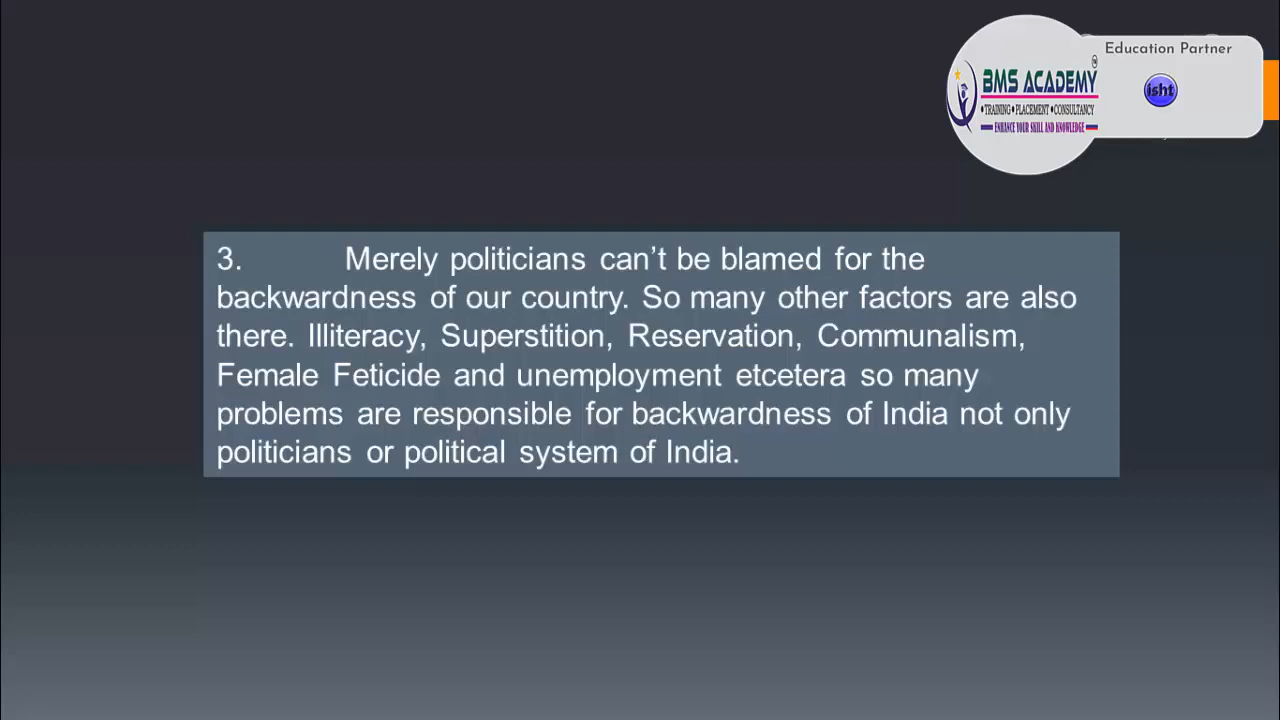 Education Partner
BMS ACADEMY
isht
•TRAINING•PLACEMENT•CONSULTANCY
ENHANCE YOUR SKILL AND KNOWLEDGE
3. Merely politicians can’t be blamed for the
backwardness of our country. So many other factors are also
there. Illiteracy, Superstition, Reservation, Communalism,
Female Feticide and unemployment etcetera so many
problems are responsible for backwardness of India not only
politicians or political system of India.